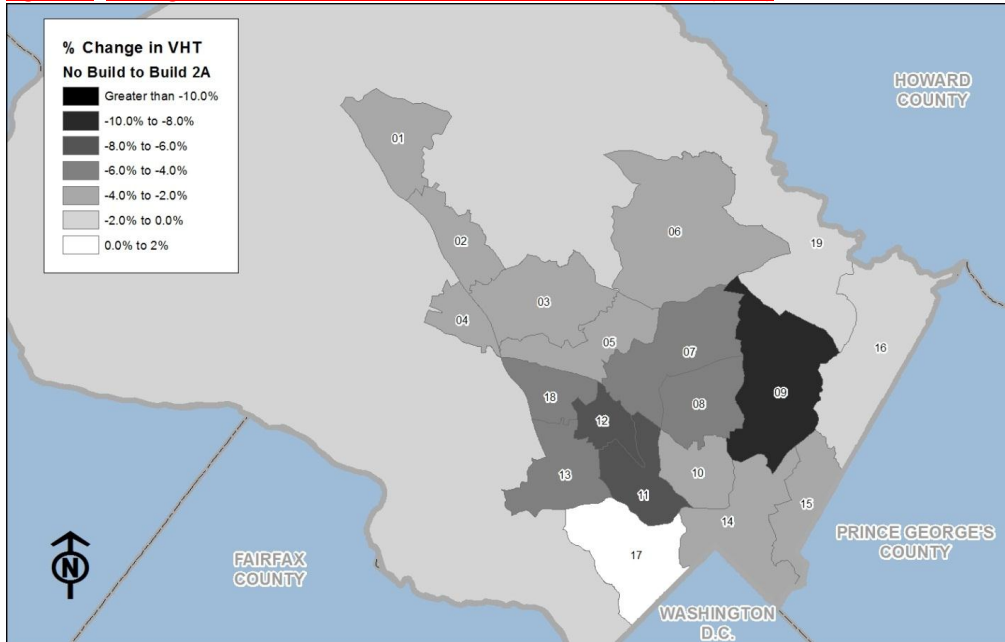 % Change in VHT
No Build to Build 2A
Greater than -10.0%
-10.0% to -8.0%
-8.0% to -6.0%
-6.0% to -4.0%
-4.0% to -2.0%
-2.0% to 0.0%
0.0% to 2%
HOWARD
COUNTY
01
02
06
19
03
04
05
07
16
18
08
09
12
13
10
11
15
14
17
N
FAIRFAX
COUNTY
PRINCE GEORGE'S
COUNTY
WASHINGTON
D.C.